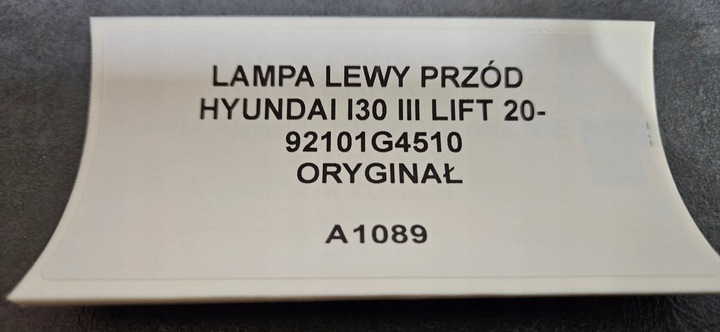 LAMPA LEWY PRZÓD
HYUNDAI I30 III LIFT 20-
92101G4510
ORYGINAŁ
A1089